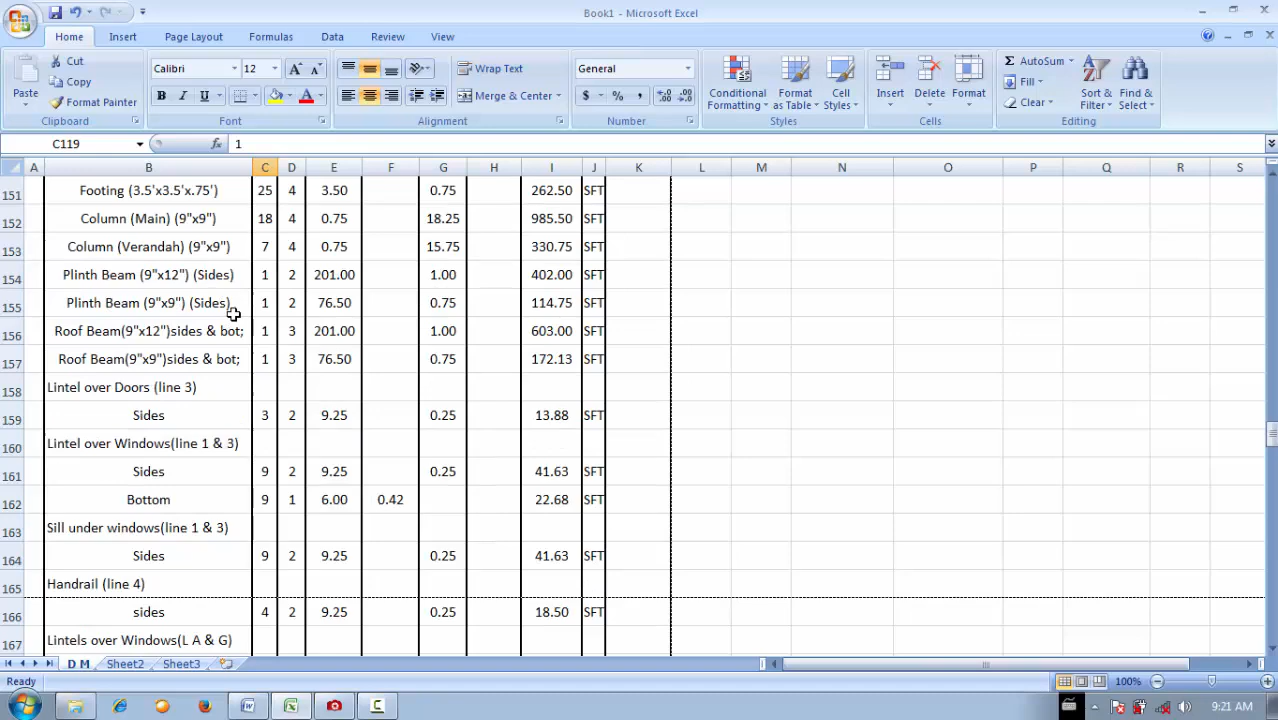 Book1 - Microsoft Excel
Home Insert Page Layout Formulas Data Review View
Paste Cut Copy Format Painter Clipboard
Calibri 12 A A B I U A Font
Wrap Text Merge & Center Alignment
General $ % , Number
Conditional Formatting Format as Table Cell Styles Styles
Insert Delete Format Cells
Σ AutoSum Fill Clear Sort & Filter Find & Select Editing
C119 fx 1
A B C D E F G H I J K L M N O P Q R S
151 Footing (3.5'x3.5'x.75') 25 4 3.50 0.75 262.50 SFT
152 Column (Main) (9"x9") 18 4 0.75 18.25 985.50 SFT
153 Column (Verandah) (9"x9") 7 4 0.75 15.75 330.75 SFT
154 Plinth Beam (9"x12") (Sides) 1 2 201.00 1.00 402.00 SFT
155 Plinth Beam (9"x9") (Sides) 1 2 76.50 0.75 114.75 SFT
156 Roof Beam(9"x12")sides & bot; 1 3 201.00 1.00 603.00 SFT
157 Roof Beam(9"x9")sides & bot; 1 3 76.50 0.75 172.13 SFT
158 Lintel over Doors (line 3)
159 Sides 3 2 9.25 0.25 13.88 SFT
160 Lintel over Windows(line 1 & 3)
161 Sides 9 2 9.25 0.25 41.63 SFT
162 Bottom 9 1 6.00 0.42 22.68 SFT
163 Sill under windows(line 1 & 3)
164 Sides 9 2 9.25 0.25 41.63 SFT
165 Handrail (line 4)
166 sides 4 2 9.25 0.25 18.50 SFT
167 Lintels over Windows(L A & G)
D M Sheet2 Sheet3
Ready 100%
9:21 AM